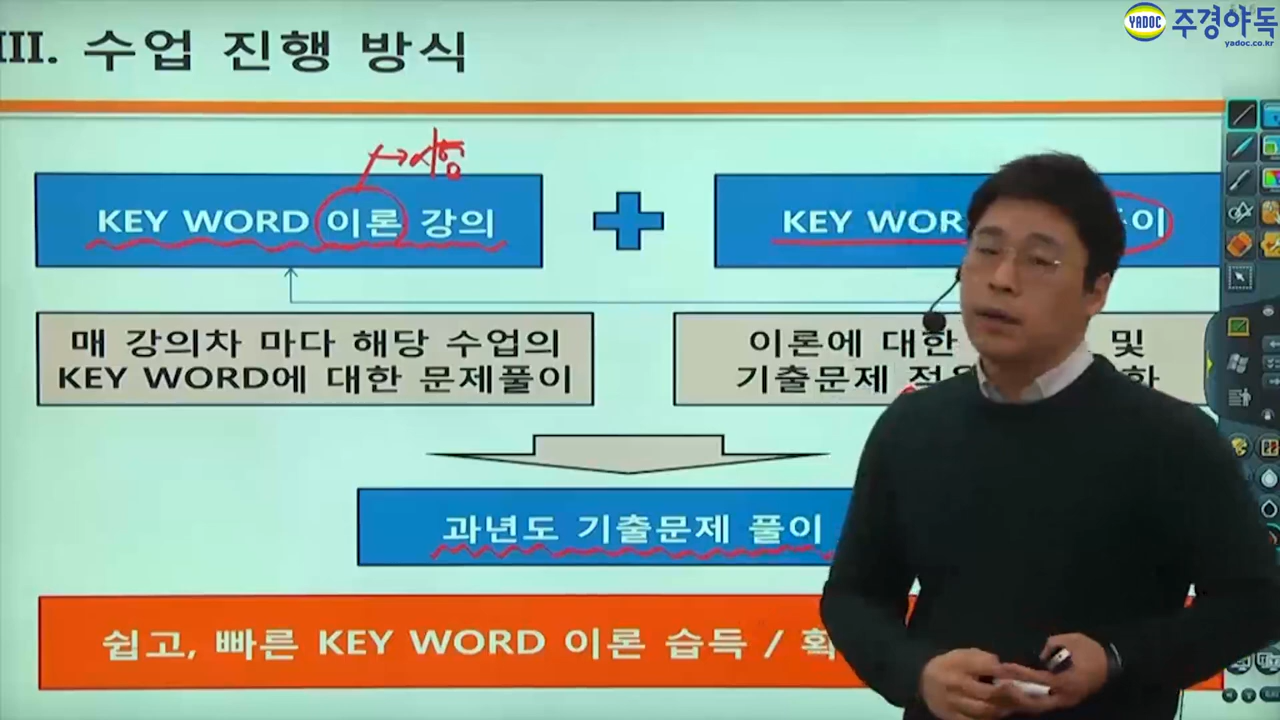 YADOC 주경야독
yadoc.co.kr
III. 수업 진행 방식
KEY WORD 이론 강의
KEY WOR
매 강의차 마다 해당 수업의
KEY WORD에 대한 문제풀이
이론에 대한 및
기출문제
과년도 기출문제 풀이
쉽고, 빠른 KEY WORD 이론 습득 /